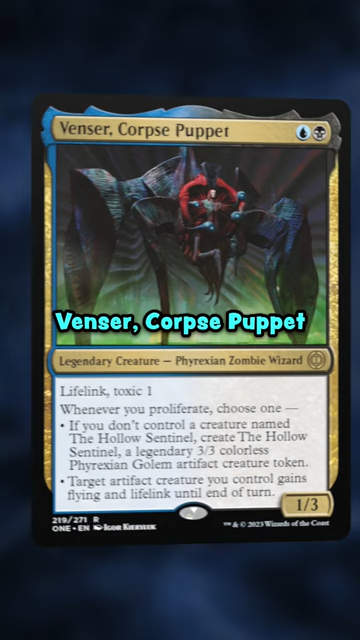 Venser, Corpse Puppet
Venser, Corpse Puppet
Legendary Creature — Phyrexian Zombie Wizard
Lifelink, toxic 1
Whenever you proliferate, choose one —
• If you don't control a creature named
The Hollow Sentinel, create The Hollow
Sentinel, a legendary 3/3 colorless
Phyrexian Golem artifact creature token.
• Target artifact creature you control gains
flying and lifelink until end of turn.
1/3
219/271 R
ONE • EN Igor Kieryluk
™ & © 2023 Wizards of the Coast